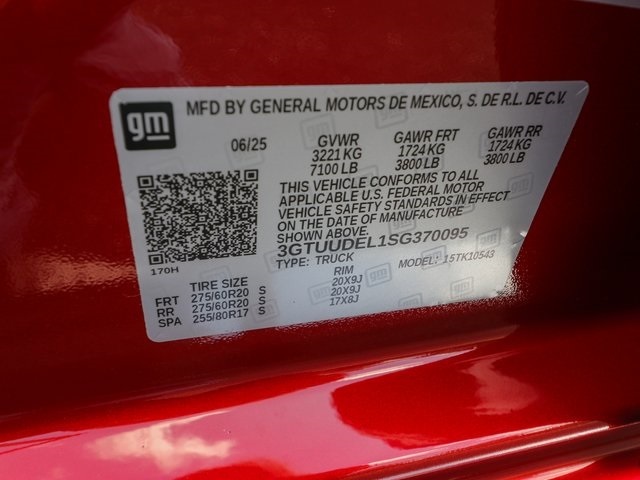 gm
MFD BY GENERAL MOTORS DE MEXICO, S. DE R.L. DE C.V.
06/25 GVWR GAWR FRT GAWR RR
3221 KG 1724 KG 1724 KG
7100 LB 3800 LB 3800 LB
THIS VEHICLE CONFORMS TO ALL
APPLICABLE U.S. FEDERAL MOTOR
VEHICLE SAFETY STANDARDS IN EFFECT
ON THE DATE OF MANUFACTURE
SHOWN ABOVE.
3GTUUDEL1SG370095
TYPE: TRUCK MODEL: 15TK10543
170H
TIRE SIZE RIM
FRT 275/60R20 S 20X9J
RR 275/60R20 S 20X9J
SPA 255/80R17 S 17X8J